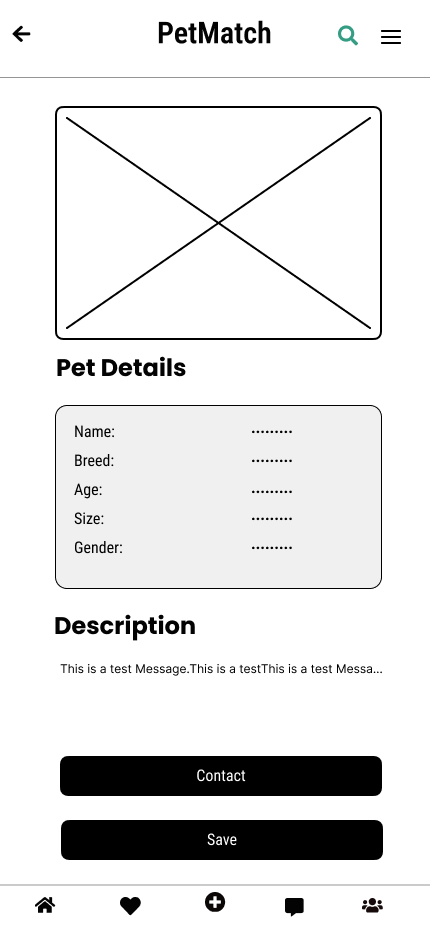 PetMatch
Pet Details
Name: .........
Breed: .........
Age: .........
Size: .........
Gender: .........
Description
This is a test Message.This is a testThis is a test Messa...
Contact
Save